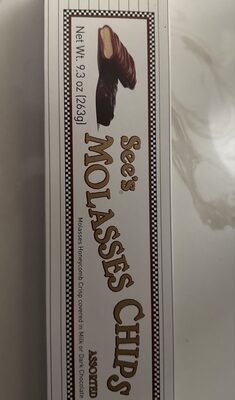 Net Wt. 9.3 oz (263g)
See's
MOLASSES CHIPS
Molasses Honeycomb Crisp covered in Milk or Dark Chocolate
ASSORTED